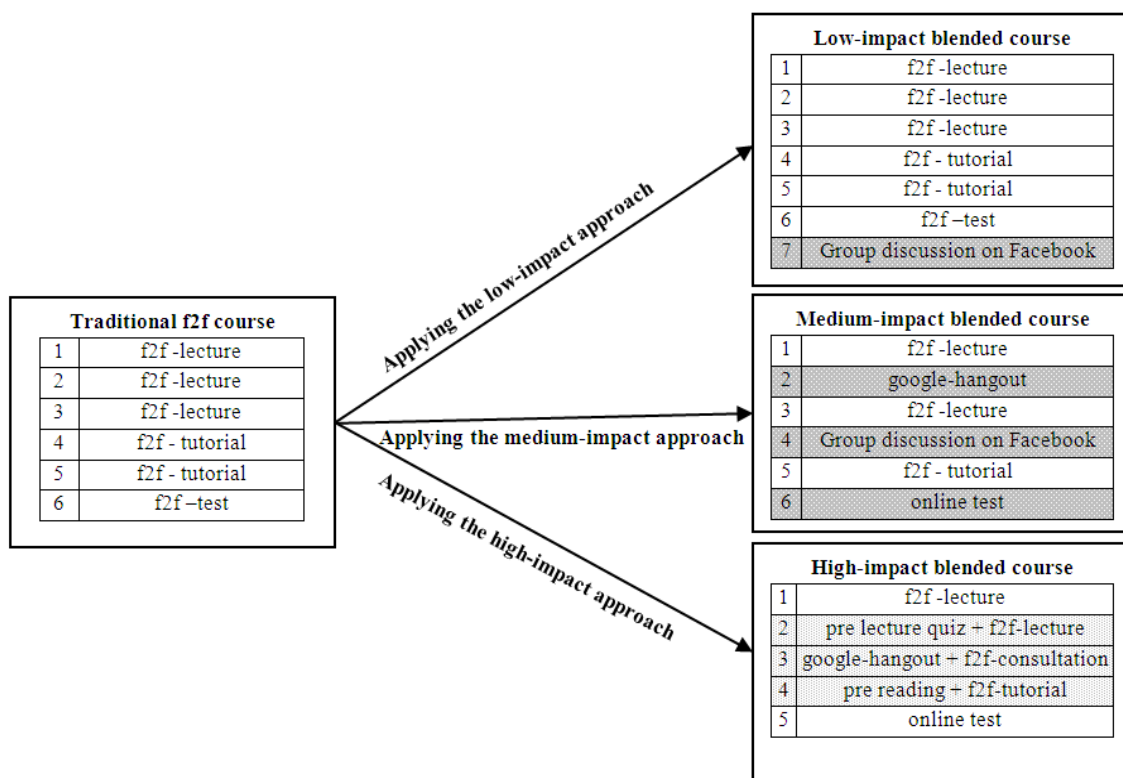 Traditional f2f course
1 f2f -lecture
2 f2f -lecture
3 f2f -lecture
4 f2f - tutorial
5 f2f - tutorial
6 f2f –test
Applying the low-impact approach
Applying the medium-impact approach
Applying the high-impact approach
Low-impact blended course
1 f2f -lecture
2 f2f -lecture
3 f2f -lecture
4 f2f - tutorial
5 f2f - tutorial
6 f2f –test
7 Group discussion on Facebook
Medium-impact blended course
1 f2f -lecture
2 google-hangout
3 f2f -lecture
4 Group discussion on Facebook
5 f2f - tutorial
6 online test
High-impact blended course
1 f2f -lecture
2 pre lecture quiz + f2f-lecture
3 google-hangout + f2f-consultation
4 pre reading + f2f-tutorial
5 online test